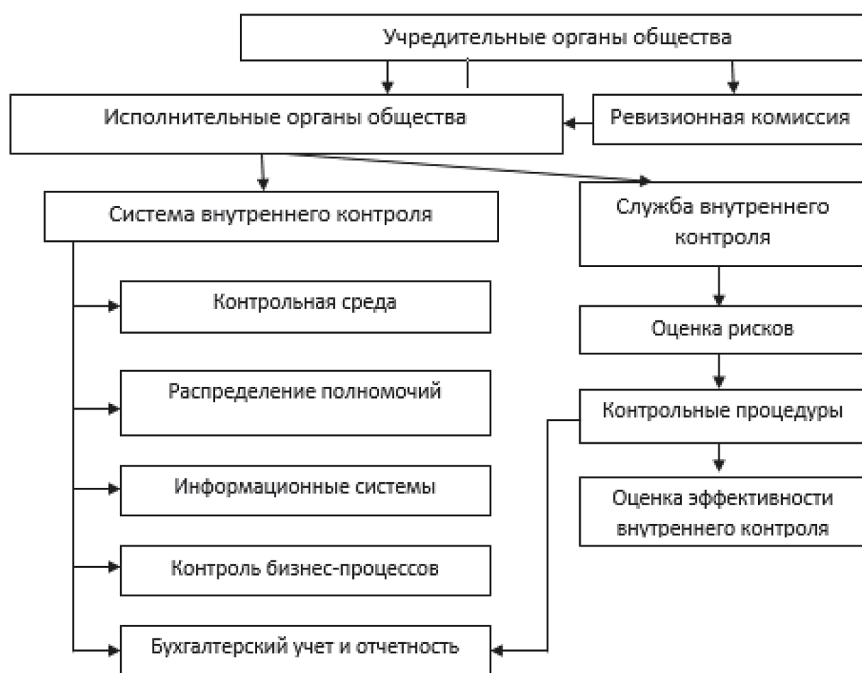 Учредительные органы общества
Исполнительные органы общества
Ревизионная комиссия
Система внутреннего контроля
Служба внутреннего
контроля
Контрольная среда
Оценка рисков
Распределение полномочий
Контрольные процедуры
Информационные системы
Оценка эффективности
внутреннего контроля
Контроль бизнес-процессов
Бухгалтерский учет и отчетность